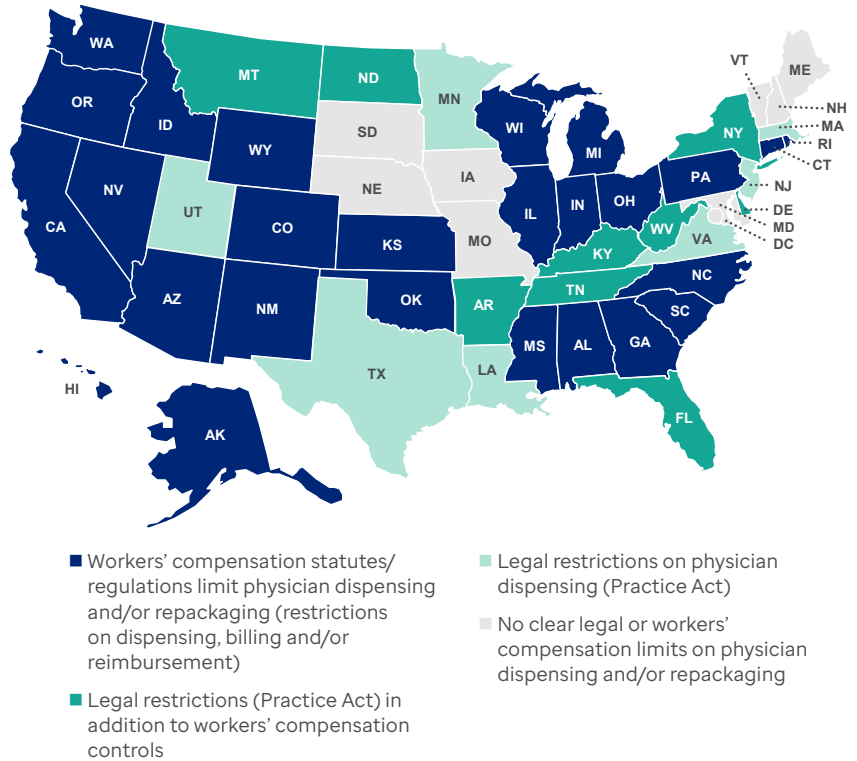 WA
MT
ND
MN
VT
ME
OR
ID
WY
SD
WI
MI
NY
NH
MA
RI
CT
NV
UT
CO
NE
IA
IL
IN
OH
PA
NJ
DE
MD
DC
CA
KS
MO
WV
VA
KY
AZ
NM
OK
AR
TN
NC
SC
MS
AL
GA
TX
LA
HI
FL
AK
Workers’ compensation statutes/
regulations limit physician dispensing
and/or repackaging (restrictions
on dispensing, billing and/or
reimbursement)
Legal restrictions (Practice Act) in
addition to workers’ compensation
controls
Legal restrictions on physician
dispensing (Practice Act)
No clear legal or workers’
compensation limits on physician
dispensing and/or repackaging